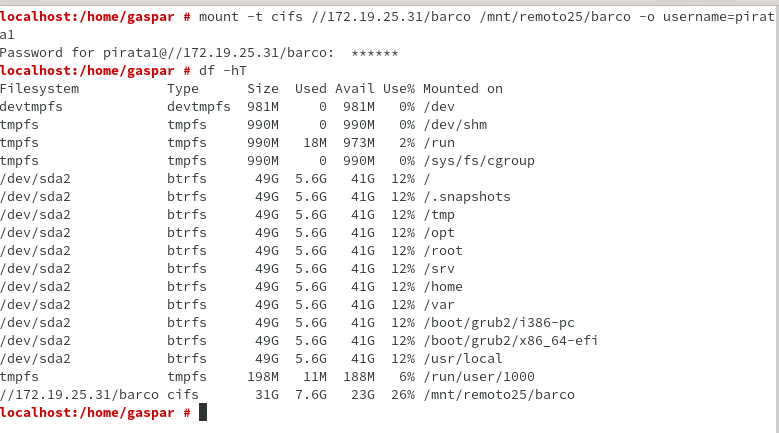 localhost:/home/gaspar # mount -t cifs //172.19.25.31/barco /mnt/remoto25/barco -o username=pirat
a1
Password for pirata1@//172.19.25.31/barco:  ******
localhost:/home/gaspar # df -hT
Filesystem           Type      Size  Used Avail Use% Mounted on
devtmpfs             devtmpfs  981M     0  981M   0% /dev
tmpfs                tmpfs     990M     0  990M   0% /dev/shm
tmpfs                tmpfs     990M   18M  973M   2% /run
tmpfs                tmpfs     990M     0  990M   0% /sys/fs/cgroup
/dev/sda2            btrfs      49G  5.6G   41G  12% /
/dev/sda2            btrfs      49G  5.6G   41G  12% /.snapshots
/dev/sda2            btrfs      49G  5.6G   41G  12% /tmp
/dev/sda2            btrfs      49G  5.6G   41G  12% /opt
/dev/sda2            btrfs      49G  5.6G   41G  12% /root
/dev/sda2            btrfs      49G  5.6G   41G  12% /srv
/dev/sda2            btrfs      49G  5.6G   41G  12% /home
/dev/sda2            btrfs      49G  5.6G   41G  12% /var
/dev/sda2            btrfs      49G  5.6G   41G  12% /boot/grub2/i386-pc
/dev/sda2            btrfs      49G  5.6G   41G  12% /boot/grub2/x86_64-efi
/dev/sda2            btrfs      49G  5.6G   41G  12% /usr/local
tmpfs                tmpfs     198M   11M  188M   6% /run/user/1000
//172.19.25.31/barco cifs       31G  7.6G   23G  26% /mnt/remoto25/barco
localhost:/home/gaspar #